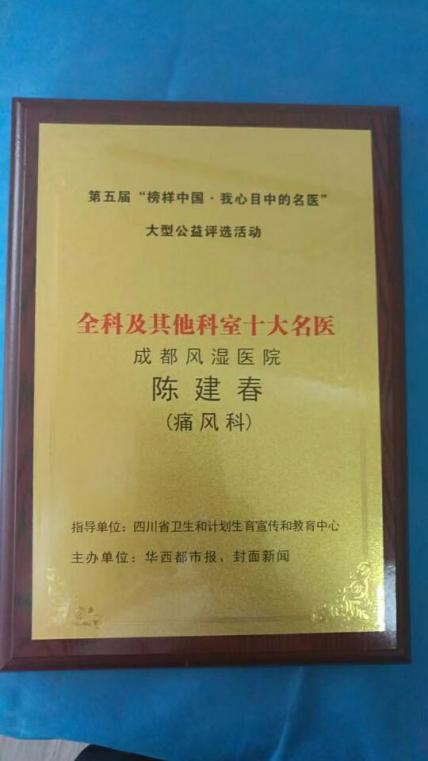 第五届“榜样中国·我心目中的名医”
大型公益评选活动
全科及其他科室十大名医
成都风湿医院
陈建春
(痛风科)
指导单位：四川省卫生和计划生育宣传和教育中心
主办单位：华西都市报、封面新闻